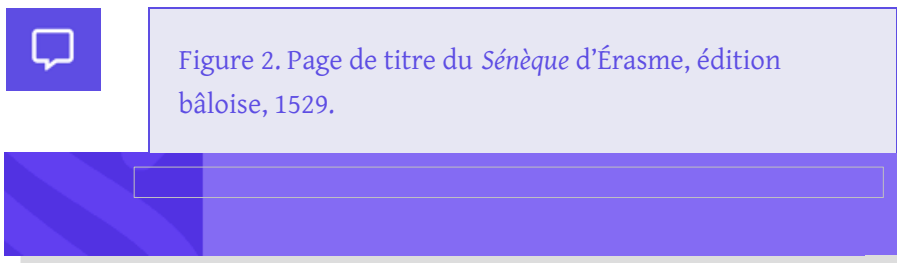 Figure 2. Page de titre du Sénèque d’Érasme, édition
bâloise, 1529.